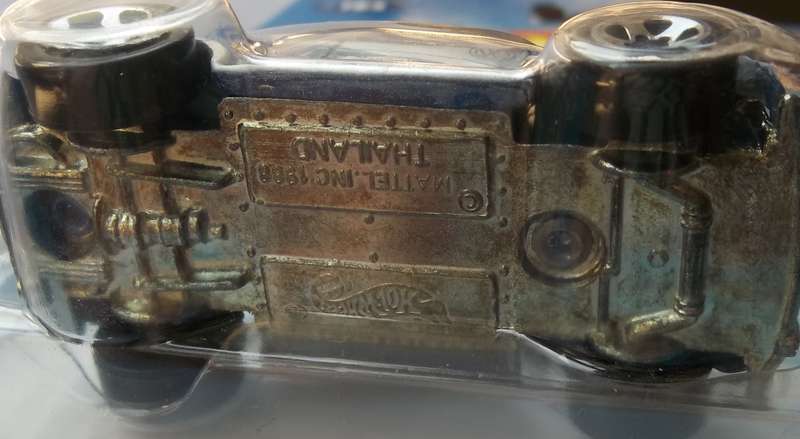 Hot Wheels
© MATTEL. INC
THAILAND